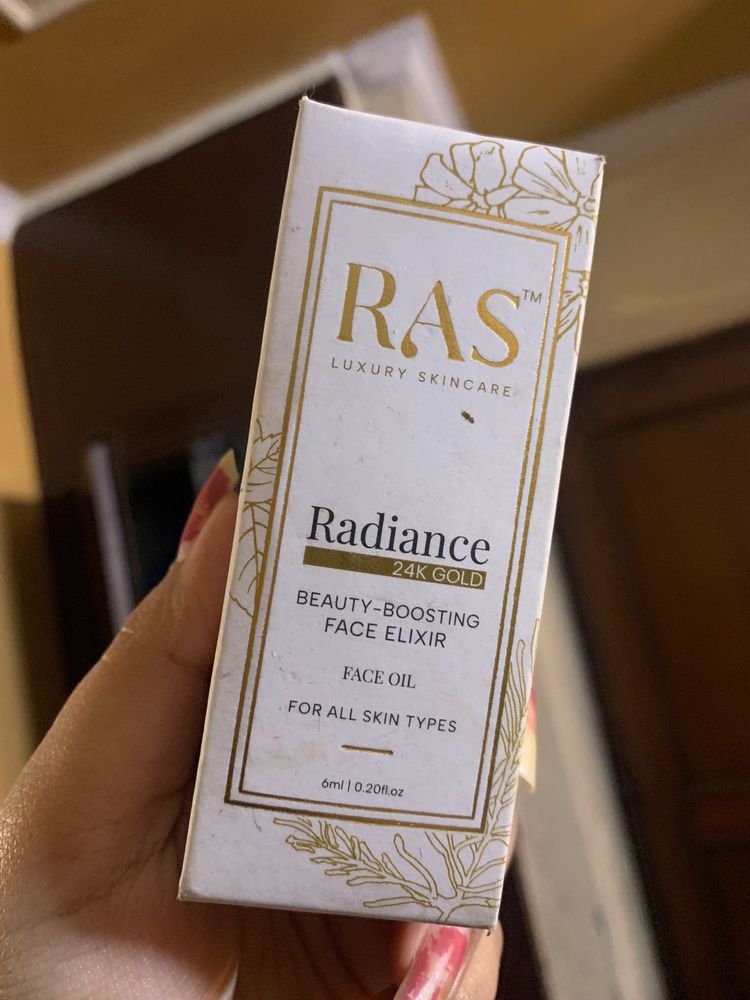 RAS™
LUXURY SKINCARE
Radiance
24K GOLD
BEAUTY-BOOSTING
FACE ELIXIR
FACE OIL
FOR ALL SKIN TYPES
6ml | 0.20fl.oz